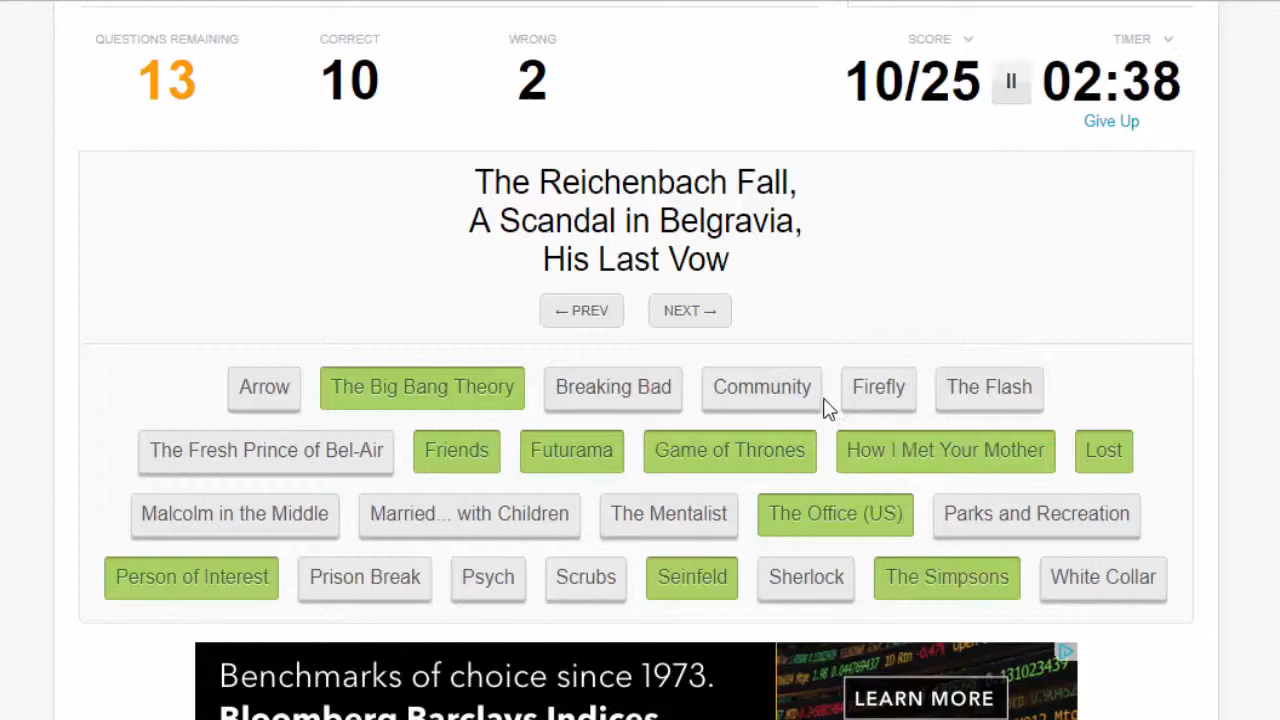 QUESTIONS REMAINING CORRECT WRONG SCORE TIMER
13 10 2 10/25 02:38
Give Up
The Reichenbach Fall,
A Scandal in Belgravia,
His Last Vow
← PREV NEXT →
Arrow The Big Bang Theory Breaking Bad Community Firefly The Flash
The Fresh Prince of Bel-Air Friends Futurama Game of Thrones How I Met Your Mother Lost
Malcolm in the Middle Married... with Children The Mentalist The Office (US) Parks and Recreation
Person of Interest Prison Break Psych Scrubs Seinfeld Sherlock The Simpsons White Collar
Benchmarks of choice since 1973.
Bloomberg Barclays Indices
LEARN MORE